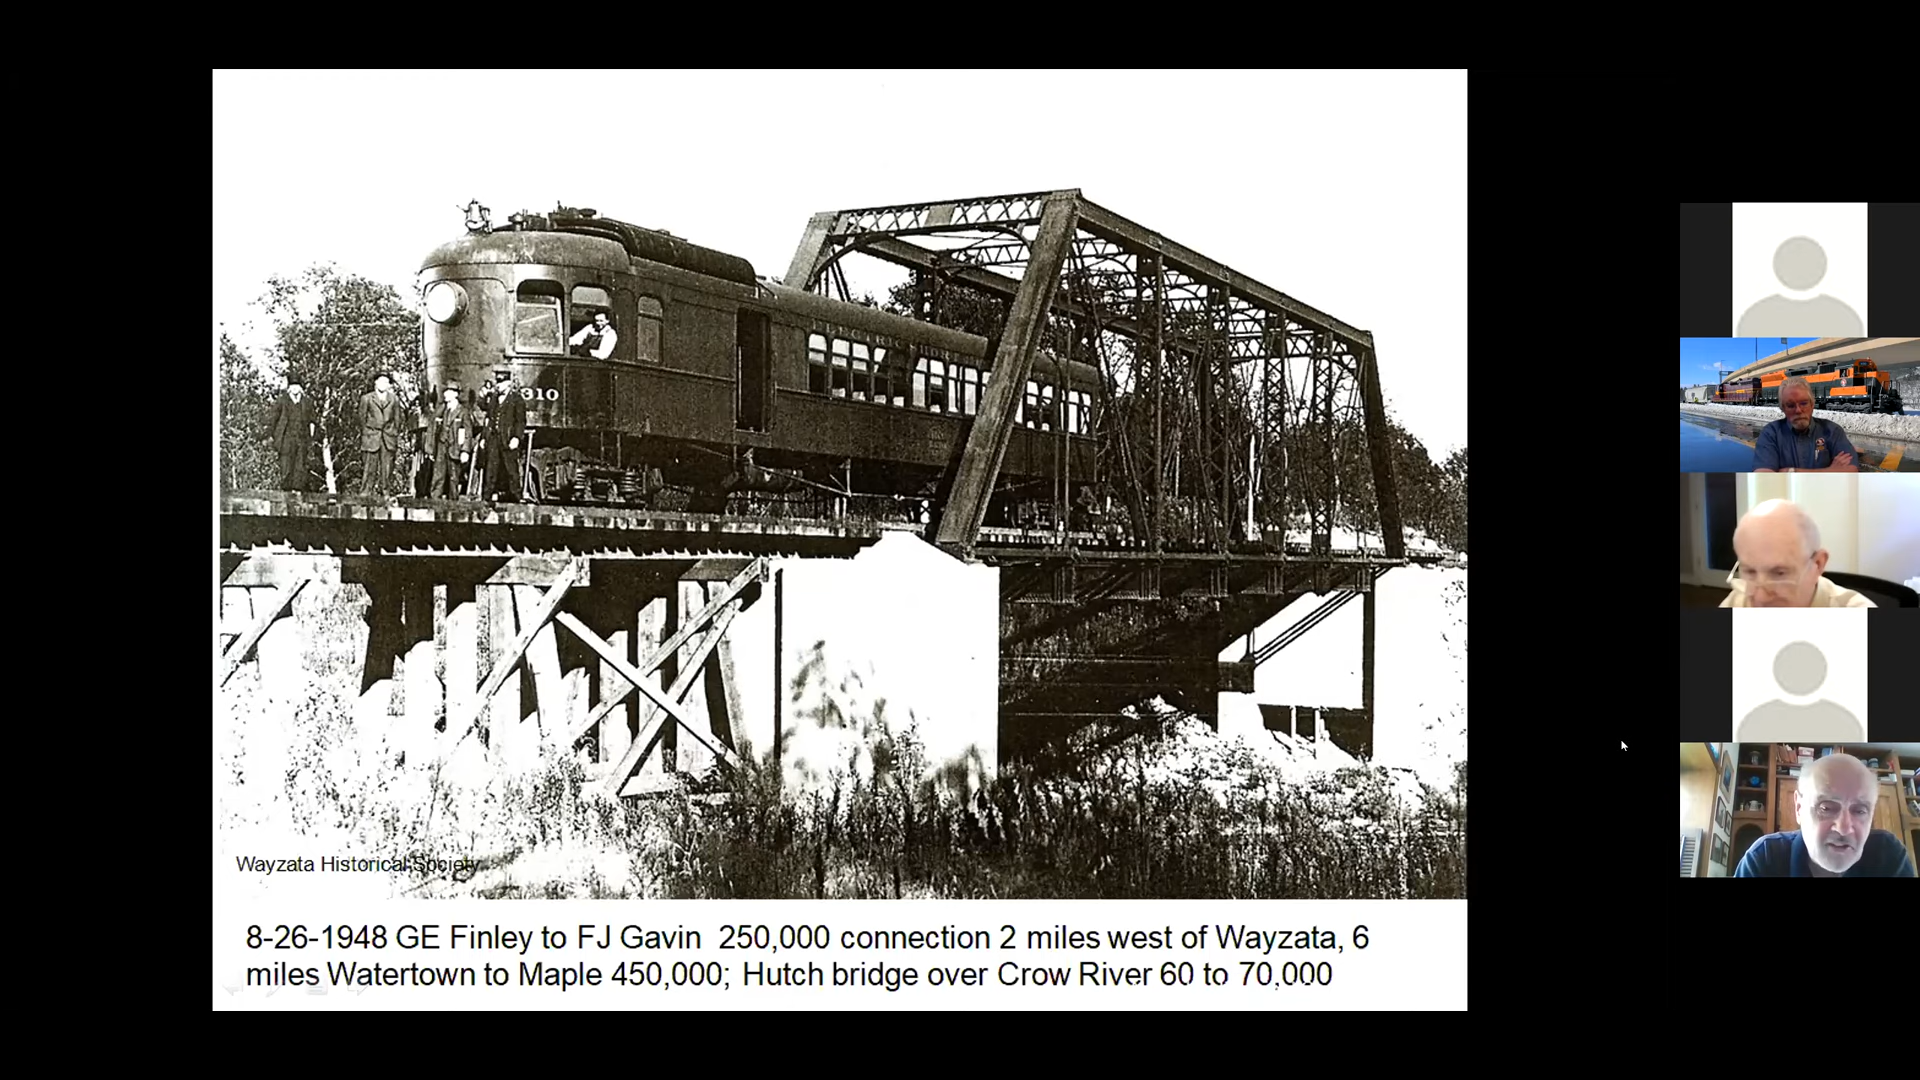 310
Wayzata Historical Society
8-26-1948 GE Finley to FJ Gavin 250,000 connection 2 miles west of Wayzata, 6
miles Watertown to Maple 450,000; Hutch bridge over Crow River 60 to 70,000